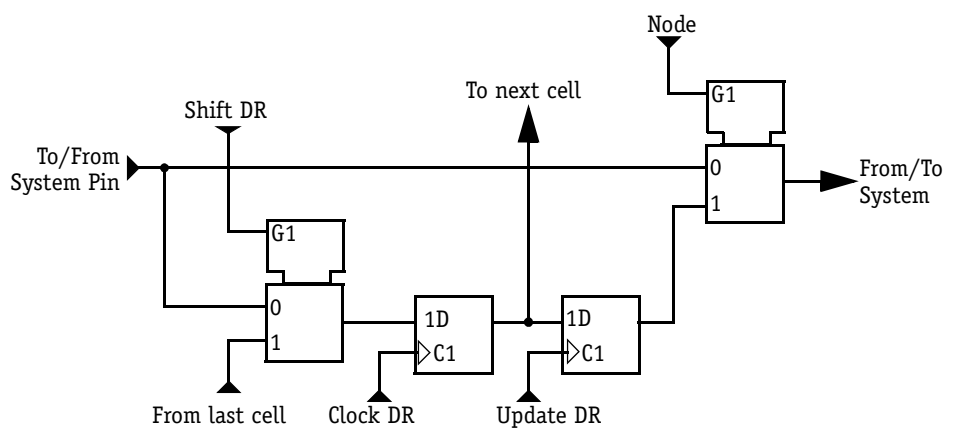 Node
G1
To next cell
Shift DR
To/From
System Pin
0
From/To
System
1
G1
0
1D
1D
1
C1
C1
From last cell
Clock DR
Update DR